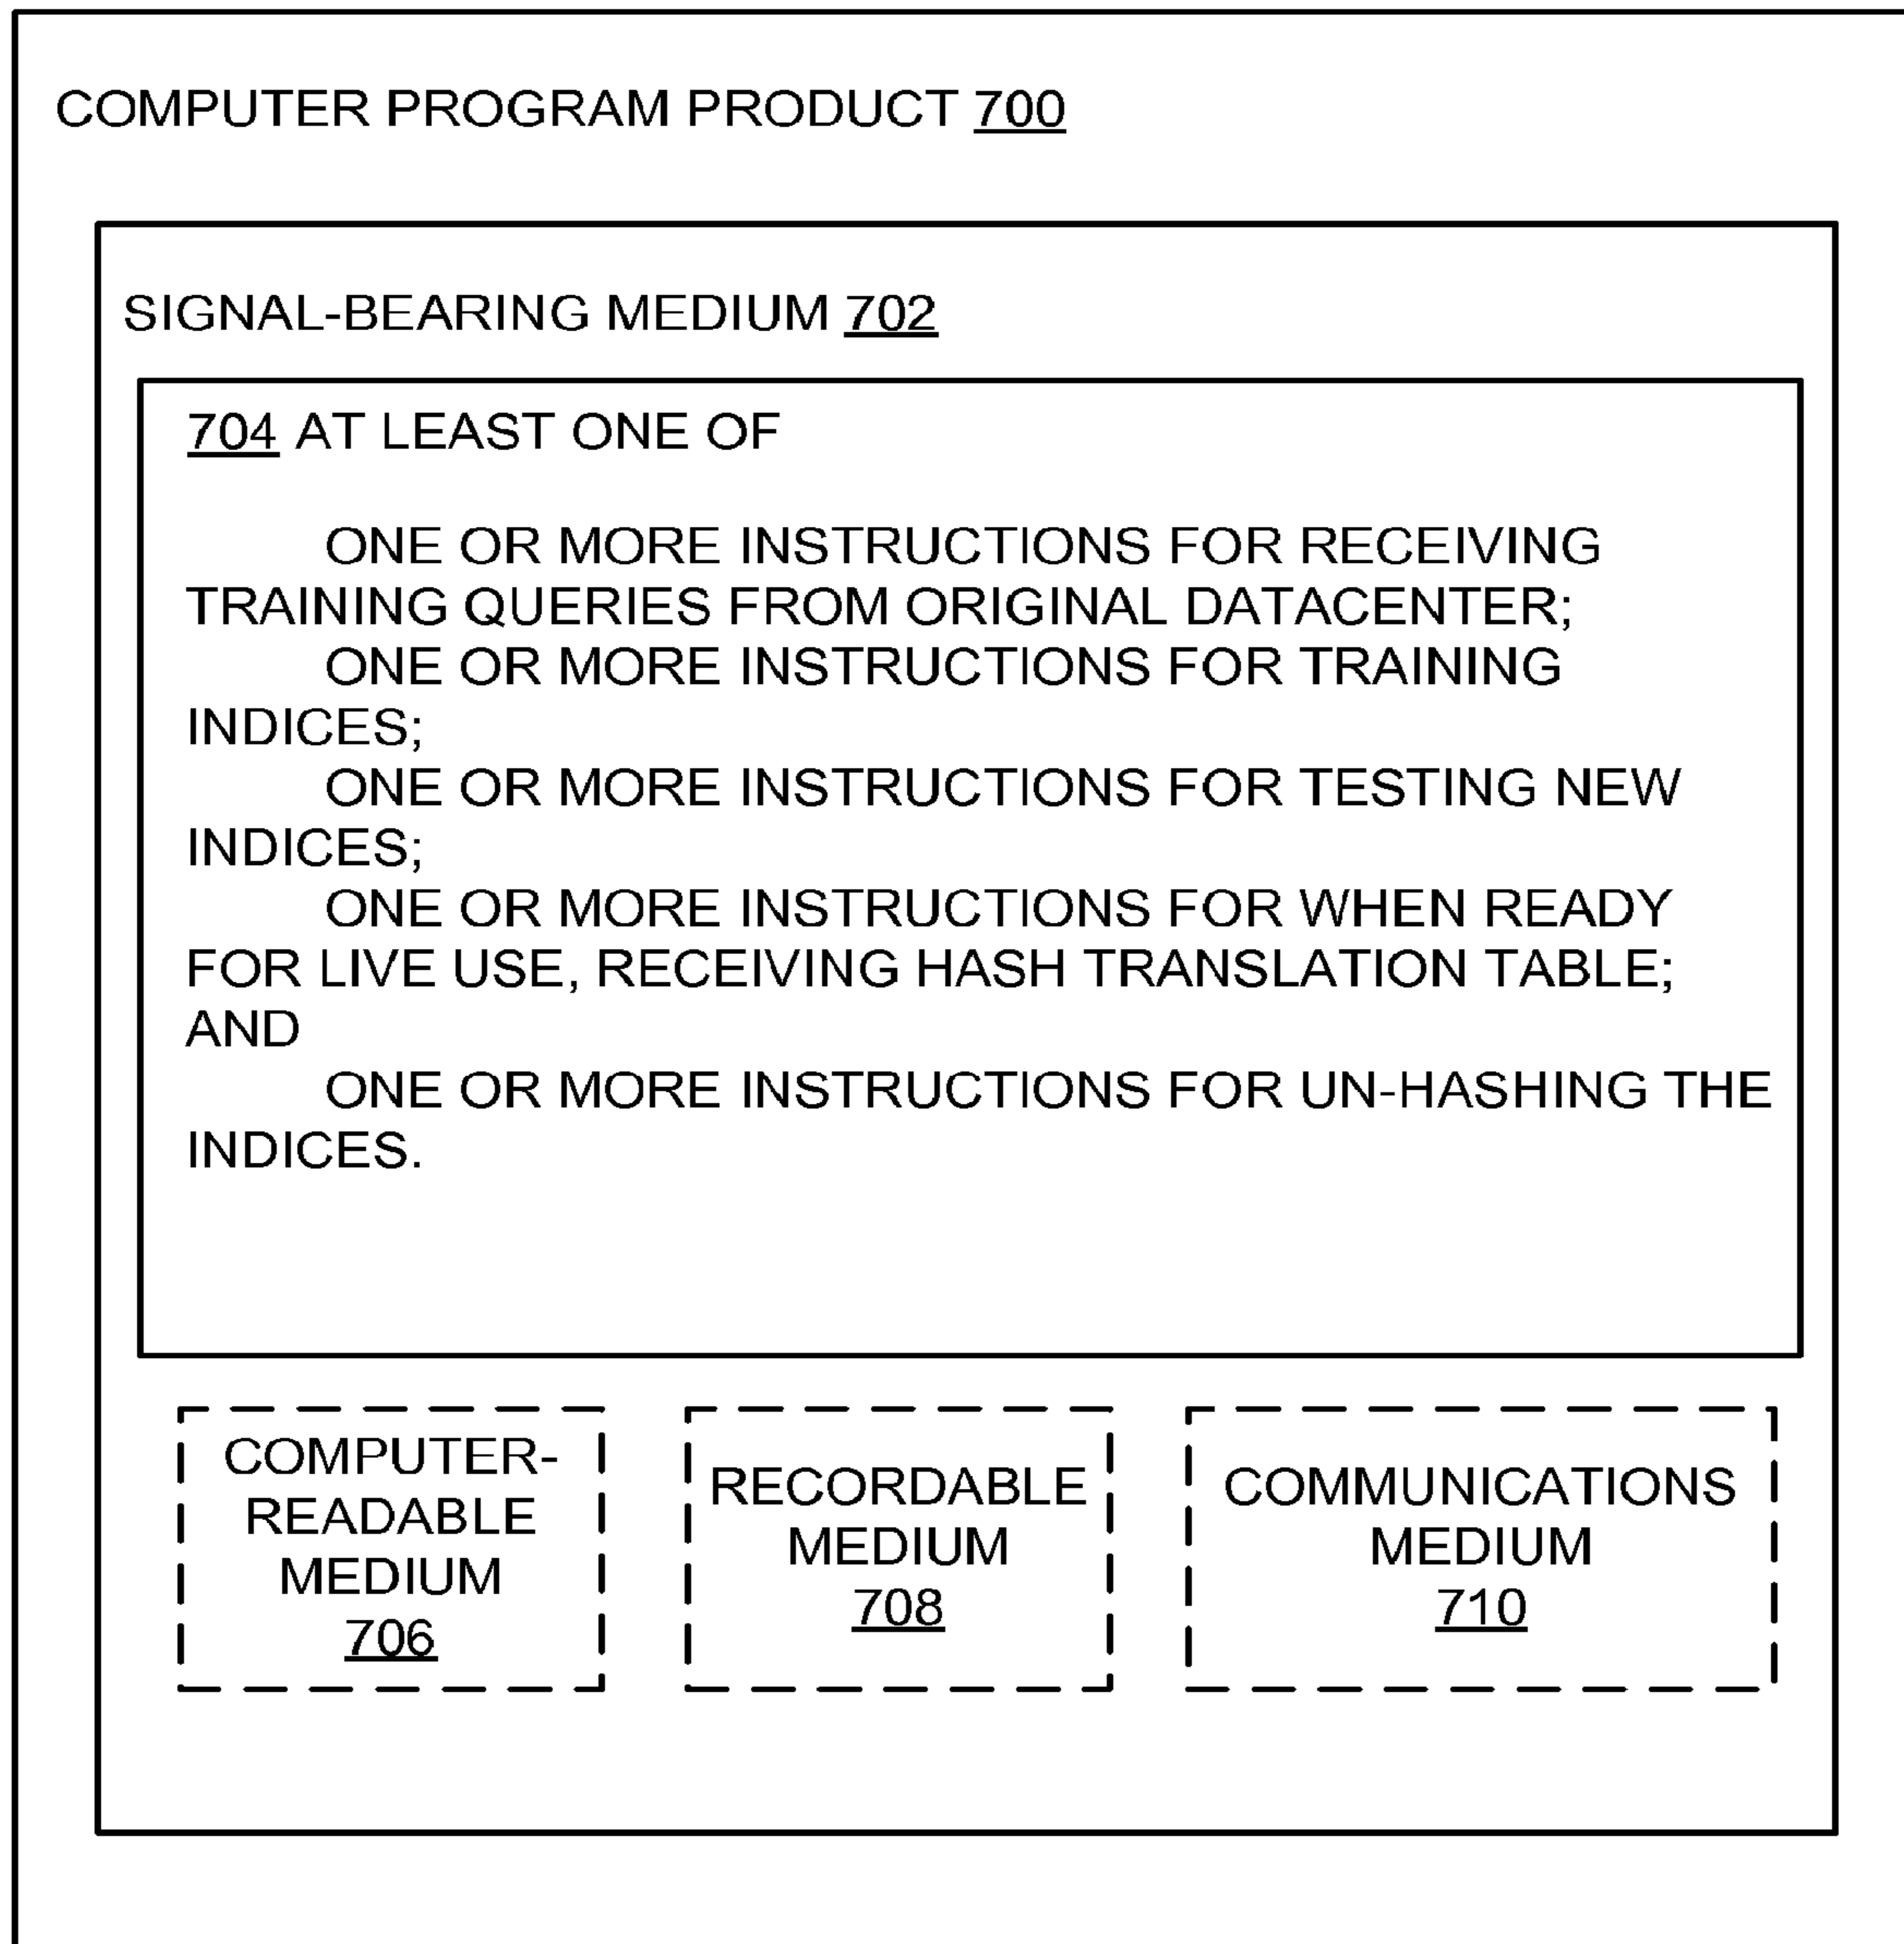 COMPUTER PROGRAM PRODUCT 700
SIGNAL-BEARING MEDIUM 702
704 AT LEAST ONE OF
ONE OR MORE INSTRUCTIONS FOR RECEIVING
TRAINING QUERIES FROM ORIGINAL DATACENTER;
ONE OR MORE INSTRUCTIONS FOR TRAINING
INDICES;
ONE OR MORE INSTRUCTIONS FOR TESTING NEW
INDICES;
ONE OR MORE INSTRUCTIONS FOR WHEN READY
FOR LIVE USE, RECEIVING HASH TRANSLATION TABLE;
AND
ONE OR MORE INSTRUCTIONS FOR UN-HASHING THE
INDICES.
COMPUTER-
READABLE
MEDIUM
706
RECORDABLE
MEDIUM
708
COMMUNICATIONS
MEDIUM
710